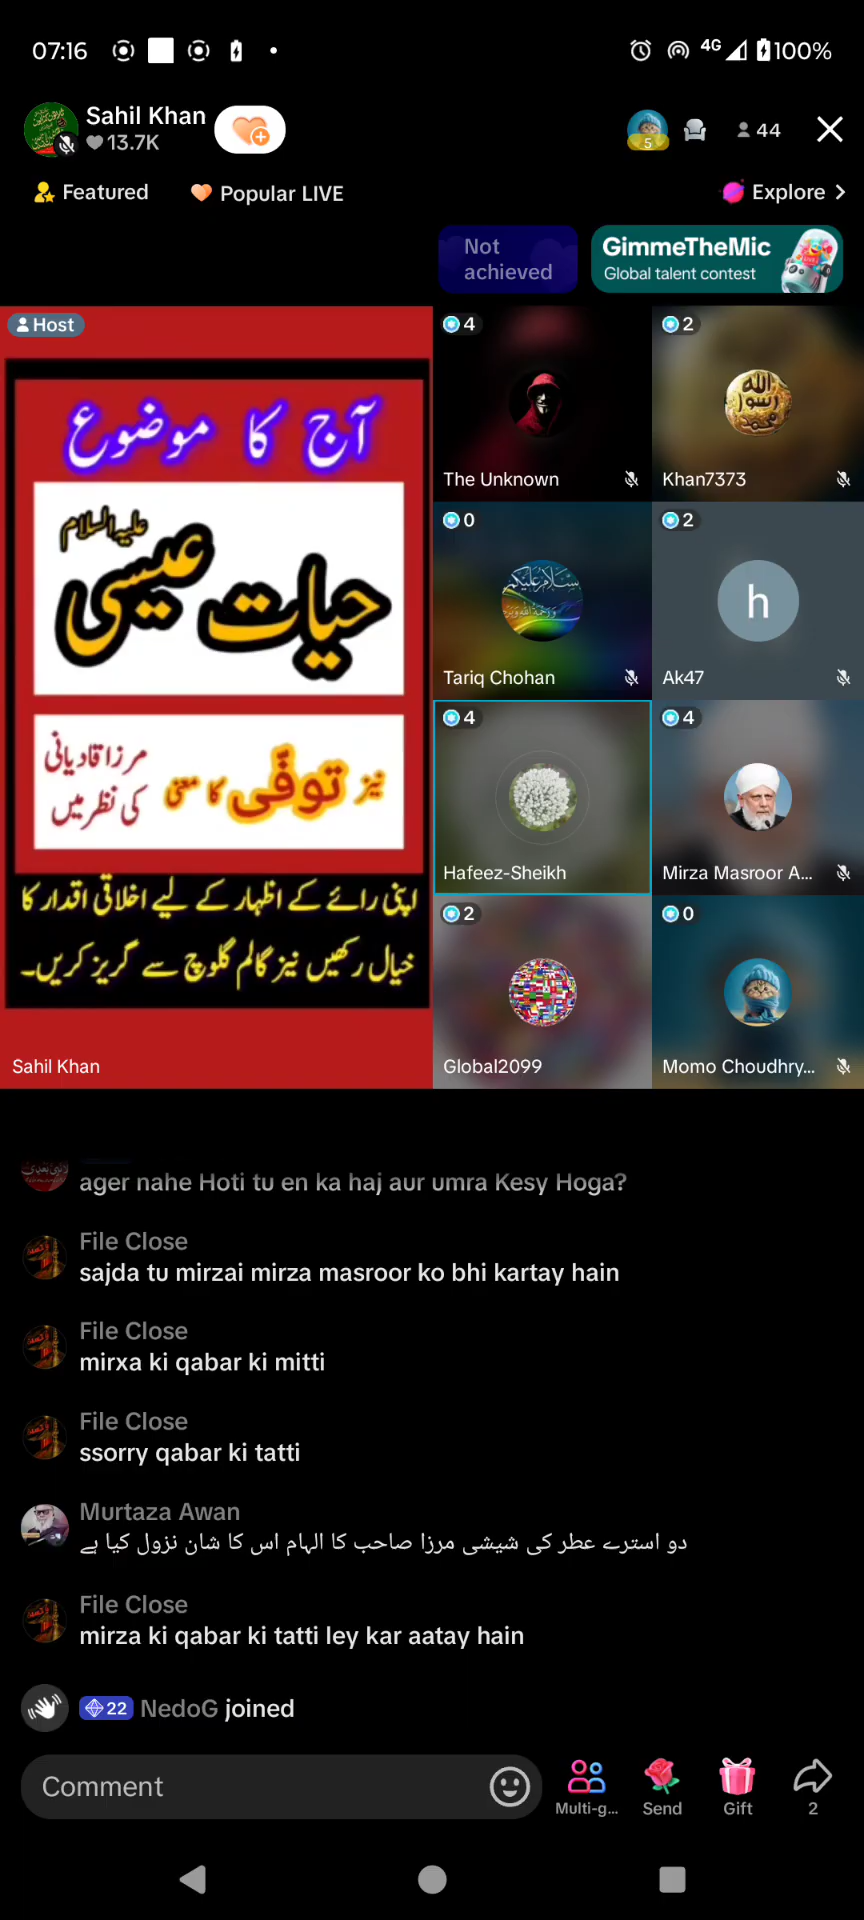 07:16
4G
100%
Sahil Khan
13.7K
5
44
Featured
Popular LIVE
Explore
Not
achieved
GimmeTheMic
Global talent contest
Host
آج کا موضوع
علیہ السلام
حیات عیسیٰ
نیز توفّی کا معنی
مرزا قادیانی
کی نظر میں
اپنی رائے کے اظہار کے لیے اخلاقی اقدار کا
خیال رکھیں نیز گالم گلوچ سے گریز کریں۔
Sahil Khan
4
The Unknown
2
الله
رسول
محمد
Khan7373
0
Tariq Chohan
2
h
Ak47
4
Hafeez-Sheikh
4
Mirza Masroor A...
2
Global2099
0
Momo Choudhry...
ager nahe Hoti tu en ka haj aur umra Kesy Hoga?
File Close
sajda tu mirzai mirza masroor ko bhi kartay hain
File Close
mirxa ki qabar ki mitti
File Close
ssorry qabar ki tatti
Murtaza Awan
دو استرے عطر کی شیشی مرزا صاحب کا الہام اس کا شان نزول کیا ہے
File Close
mirza ki qabar ki tatti ley kar aatay hain
22 NedoG joined
Comment
Multi-g...
Send
Gift
2